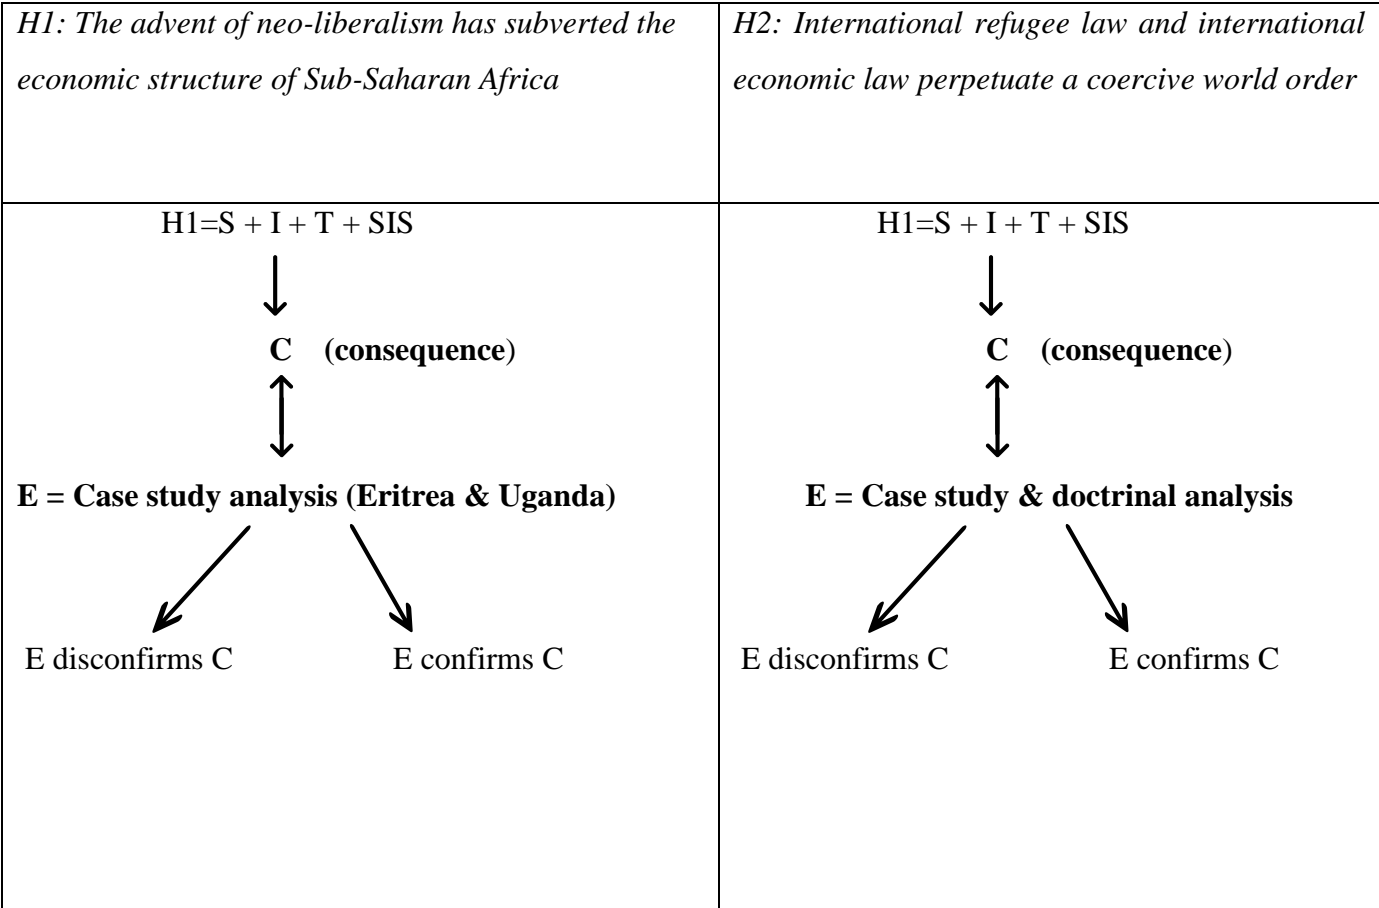 H1: The advent of neo-liberalism has subverted the
economic structure of Sub-Saharan Africa
H1=S + I + T + SIS
C (consequence)
E = Case study analysis (Eritrea & Uganda)
E disconfirms C E confirms C
H2: International refugee law and international
economic law perpetuate a coercive world order
H1=S + I + T + SIS
C (consequence)
E = Case study & doctrinal analysis
E disconfirms C E confirms C